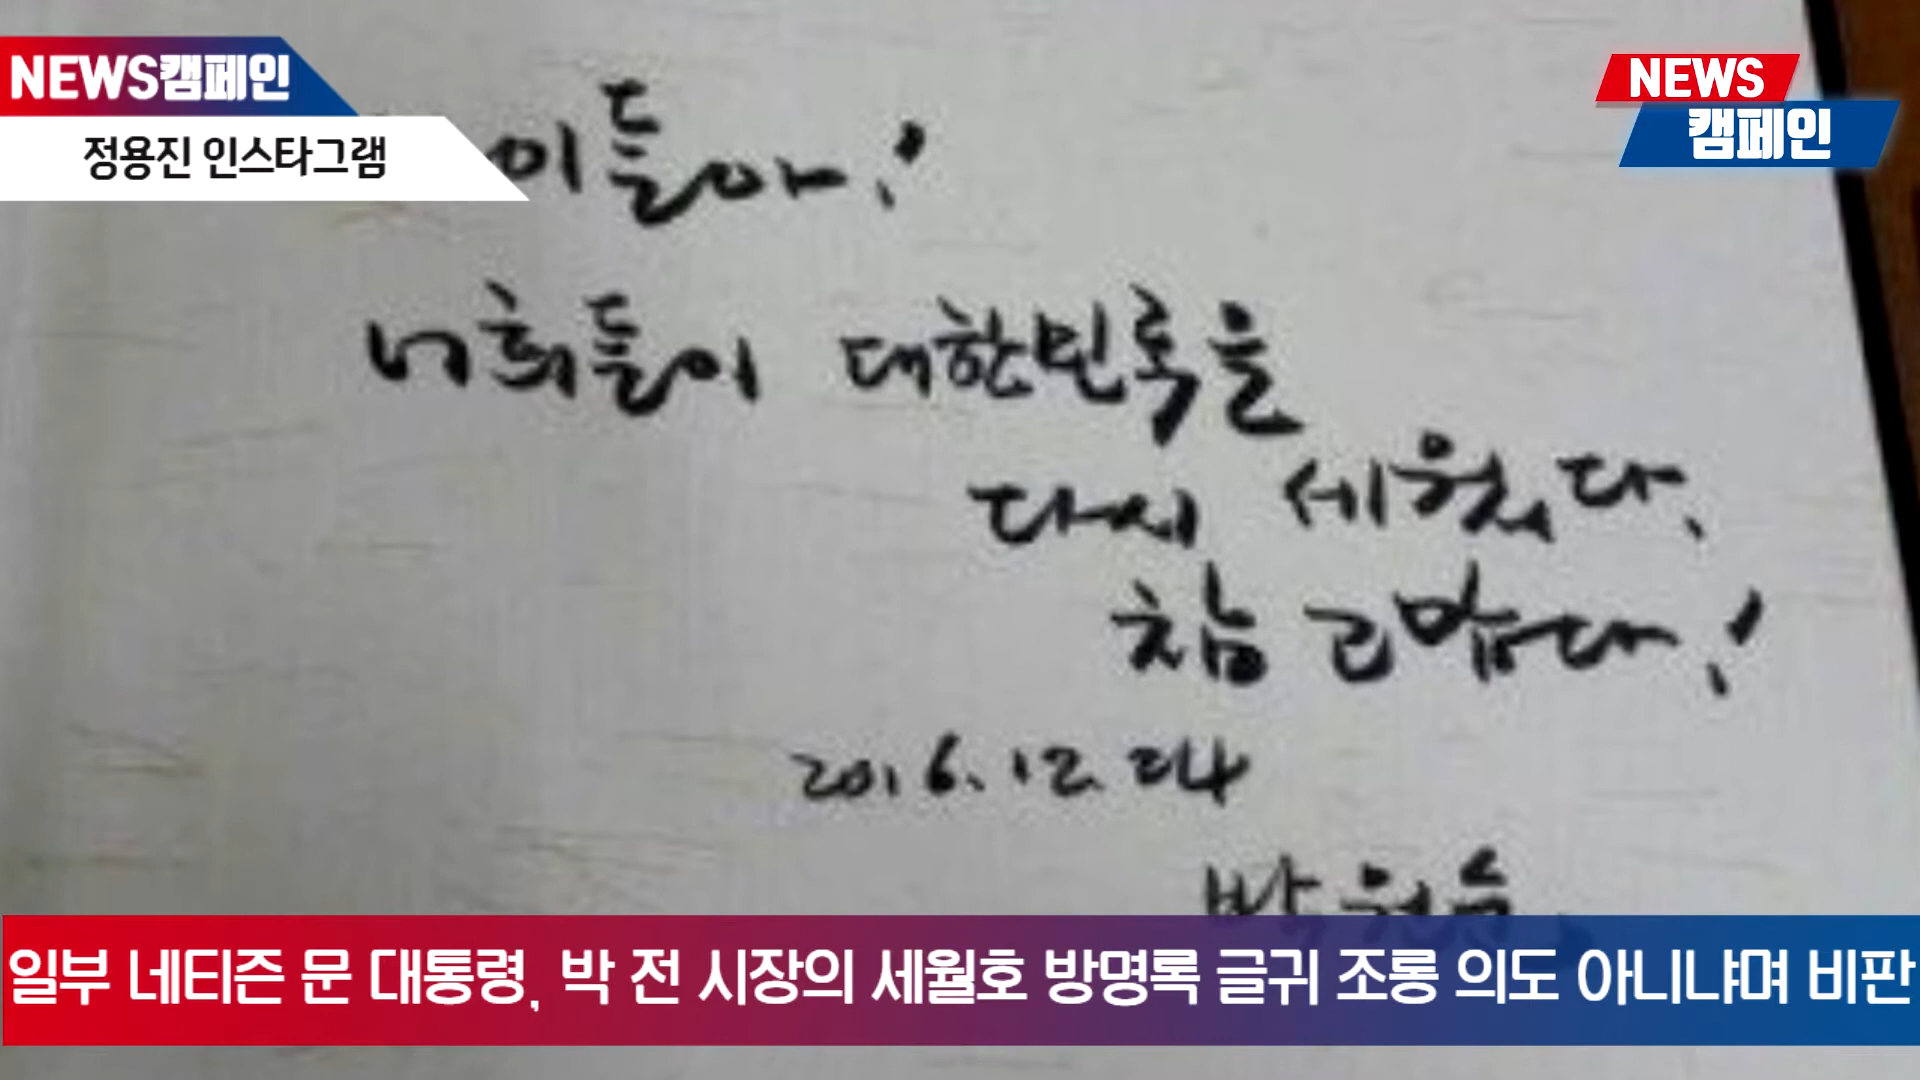 NEWS캠페인
정용진 인스타그램
NEWS
캠페인
이들아!
너희들이 대한민국을
다시 세웠다.
참 고맙다!
2016.12.24
박원순.
일부 네티즌 문 대통령, 박 전 시장의 세월호 방명록 글귀 조롱 의도 아니냐며 비판